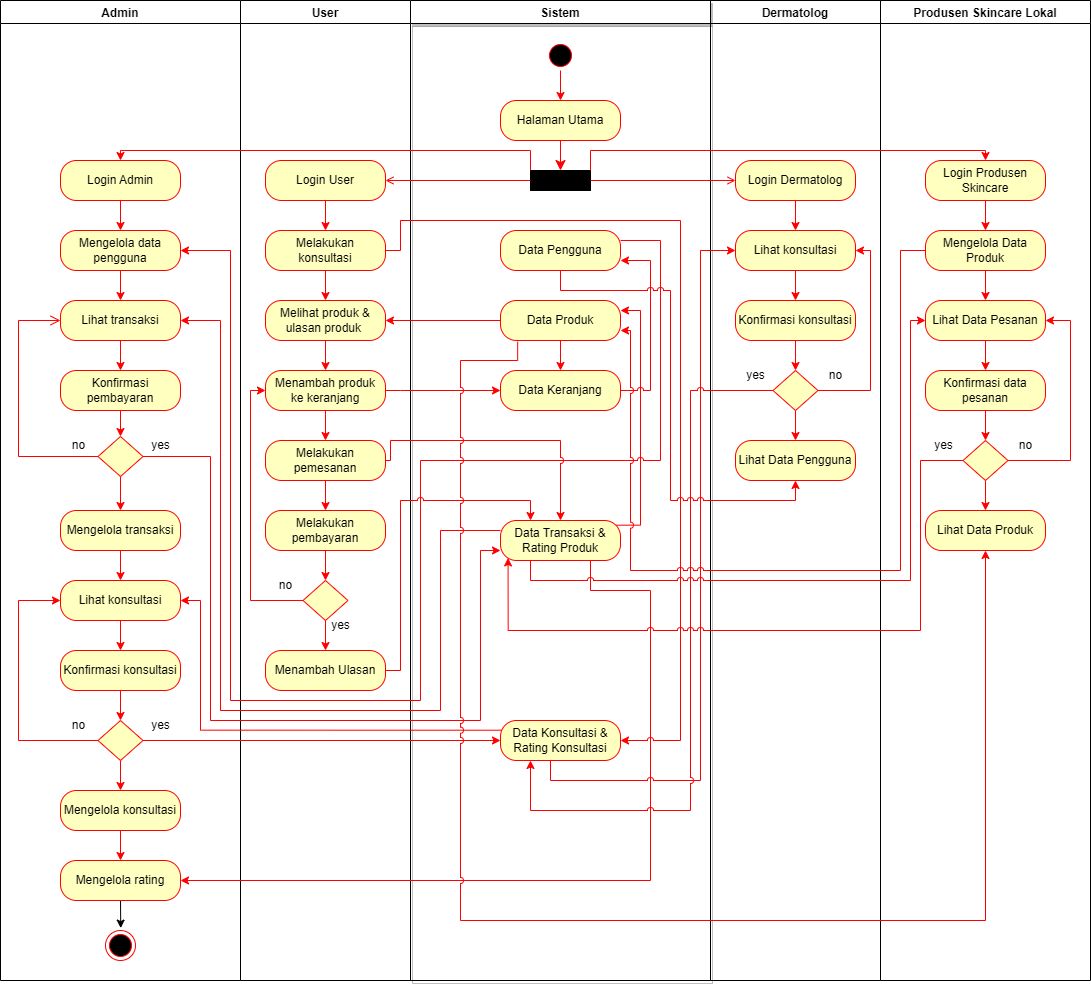 Admin
User
Sistem
Dermatolog
Produsen Skincare Lokal
Halaman Utama
Login Admin
Mengelola data
pengguna
Lihat transaksi
Konfirmasi
pembayaran
no
yes
Mengelola transaksi
Lihat konsultasi
Konfirmasi konsultasi
no
yes
Mengelola konsultasi
Mengelola rating
Login User
Melakukan
konsultasi
Melihat produk &
ulasan produk
Menambah produk
ke keranjang
Melakukan
pemesanan
Melakukan
pembayaran
no
yes
Menambah Ulasan
Data Pengguna
Data Produk
Data Keranjang
Data Transaksi &
Rating Produk
Data Konsultasi &
Rating Konsultasi
Login Dermatolog
Lihat konsultasi
Konfirmasi konsultasi
yes
no
Lihat Data Pengguna
Login Produsen
Skincare
Mengelola Data
Produk
Lihat Data Pesanan
Konfirmasi data
pesanan
yes
no
Lihat Data Produk